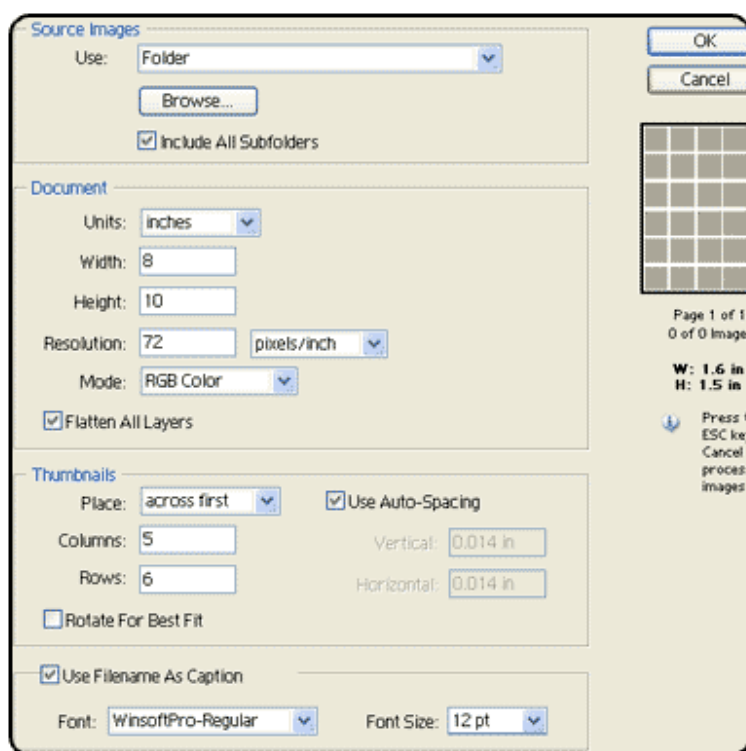 Source Images
Use: Folder
Browse...
Include All Subfolders
Document
Units: inches
Width: 8
Height: 10
Resolution: 72 pixels/inch
Mode: RGB Color
Flatten All Layers
Thumbnails
Place: across first
Use Auto-Spacing
Columns: 5
Vertical: 0.014 in
Rows: 6
Horizontal: 0.014 in
Rotate For Best Fit
Use Filename As Caption
Font: WinsoftPro-Regular
Font Size: 12 pt
OK
Cancel
Page 1 of 1
0 of 0 Image
W: 1.6 in
H: 1.5 in
Press
ESC ke
Cancel
proces
images